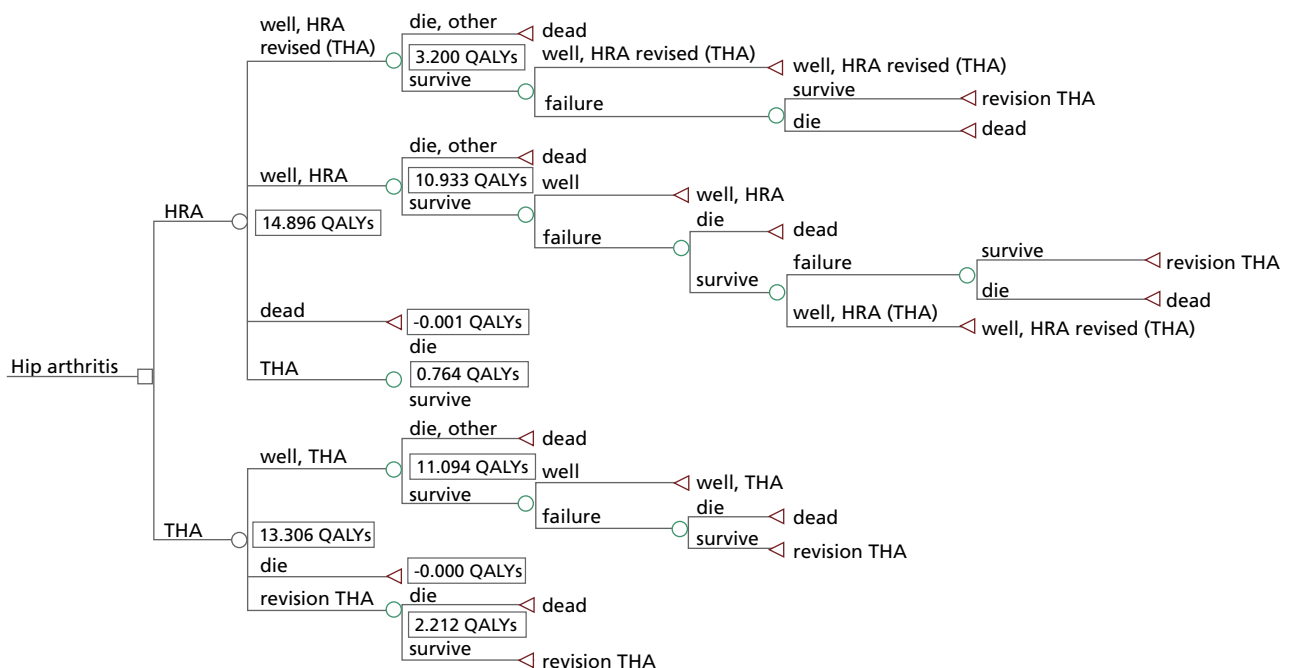 well, HRA
revised (THA)
die, other
dead
3.200 QALYs
survive
well, HRA revised (THA)
well, HRA revised (THA)
failure
survive
revision THA
die
dead
well, HRA
die, other
dead
10.933 QALYs
survive
well
well, HRA
failure
die
dead
survive
failure
survive
revision THA
die
dead
well, HRA (THA)
well, HRA revised (THA)
HRA
14.896 QALYs
dead
-0.001 QALYs
die
THA
0.764 QALYs
survive
Hip arthritis
well, THA
die, other
dead
11.094 QALYs
survive
well
well, THA
failure
die
dead
survive
revision THA
THA
13.306 QALYs
die
-0.000 QALYs
revision THA
die
dead
2.212 QALYs
survive
revision THA